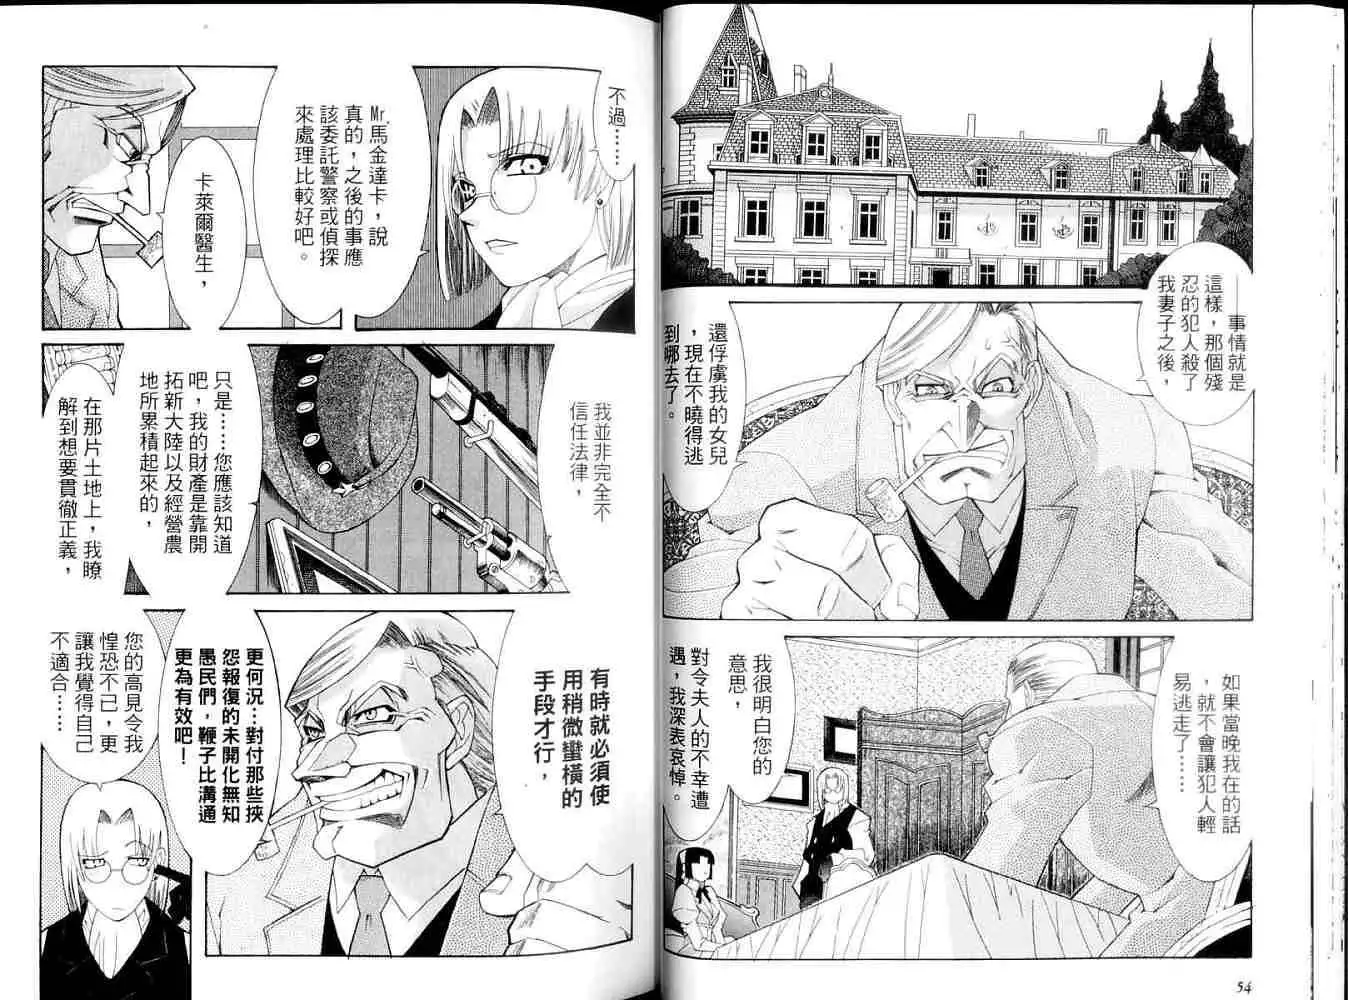 ——事情就是
這樣，那個殘
忍的犯人殺了
我妻子之後，
還俘虜我的女兒
，現在不曉得逃
到哪去了。
如果當晚我在的話
，就不會讓犯人輕
易逃走了……
我很明白您的
意思，
對令夫人的不幸遭
遇，我深表哀悼。
54
不過……
Mr.馬金達卡，說
真的，之後的事應
該委託警察或偵探
來處理比較好吧。
卡萊爾醫生，
我並非完全不
信任法律，
只是……您應該知道
吧，我的財產是靠開
拓新大陸以及經營農
地所累積起來的，
在那片土地上，我瞭
解到想要貫徹正義，
有時就必須使
用稍微蠻橫的
手段才行，
更何況…對付那些挾
怨報復的未開化無知
愚民們，鞭子比溝通
更為有效吧！
您的高見令我
惶恐不已，更
讓我覺得自己
不適合……